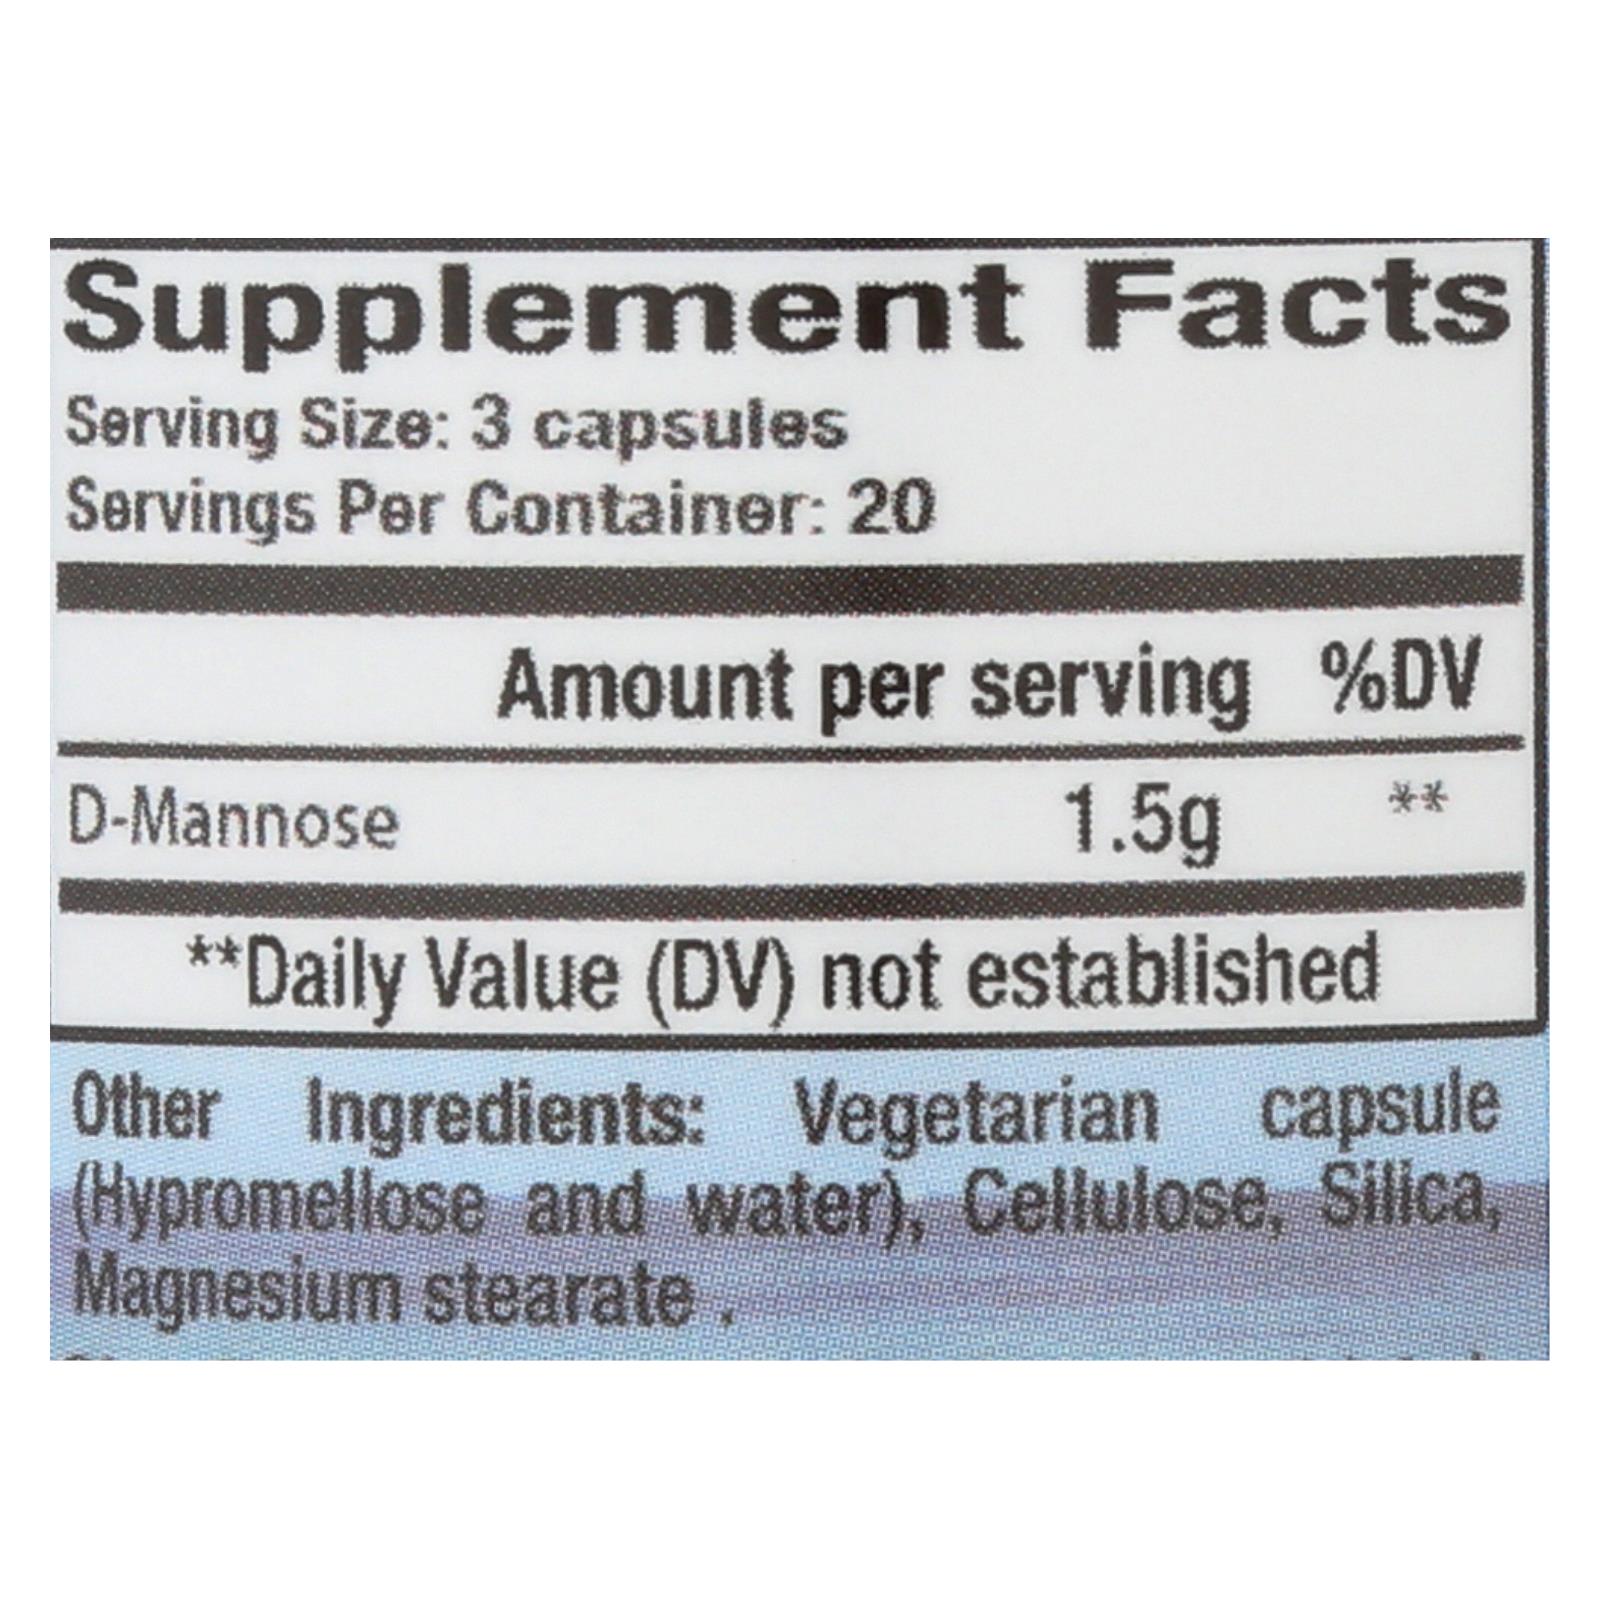 Supplement Facts
Serving Size: 3 capsules
Servings Per Container: 20
Amount per serving %DV
D-Mannose 1.5g **
**Daily Value (DV) not established
Other Ingredients: Vegetarian capsule
(Hypromellose and water), Cellulose, Silica,
Magnesium stearate .